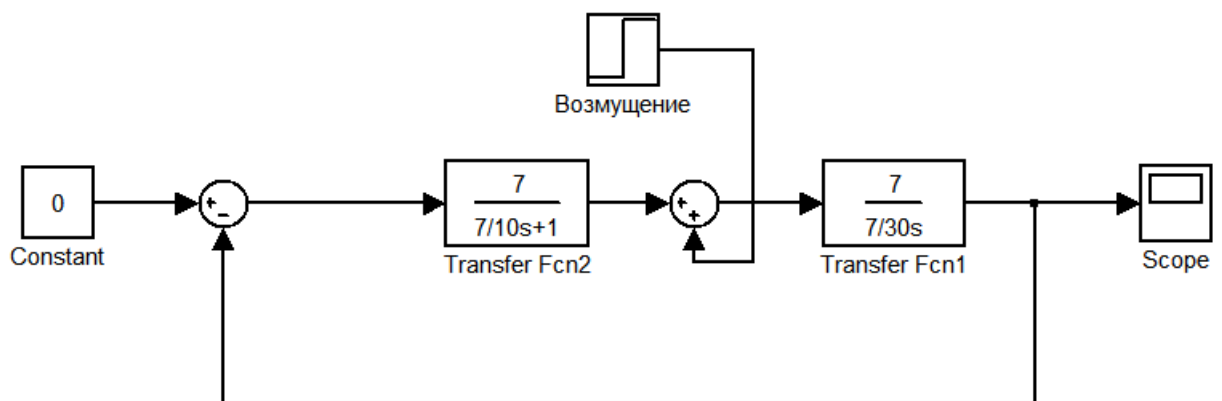 Возмущение
0
Constant
+
−
7
7/10s+1
Transfer Fcn2
+
+
7
7/30s
Transfer Fcn1
Scope